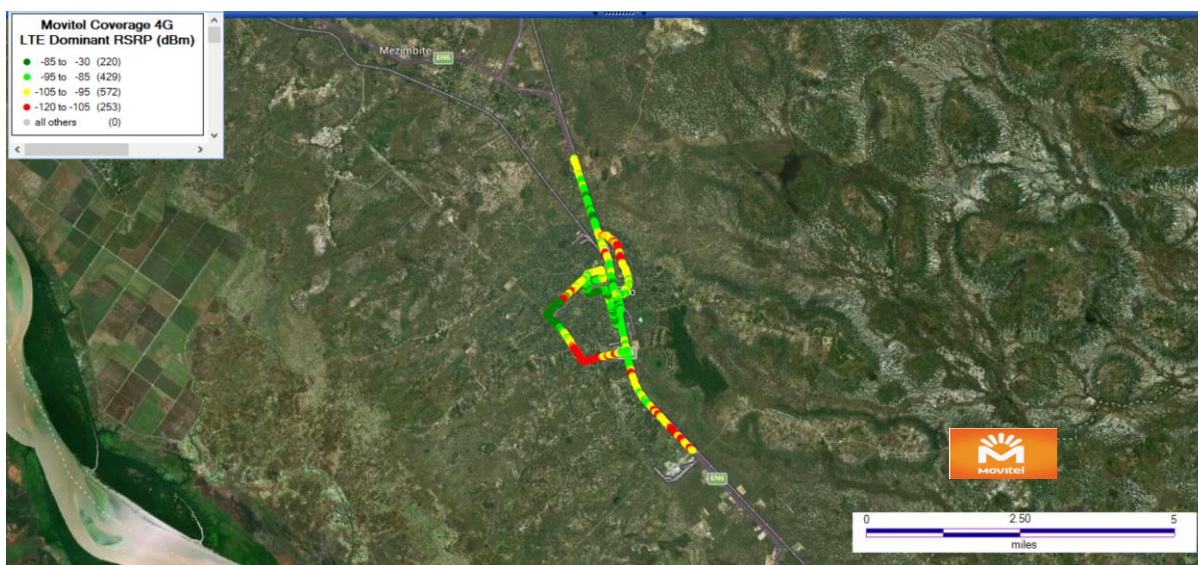 Movitel Coverage 4G
LTE Dominant RSRP (dBm)
-85 to -30 (220)
-95 to -85 (429)
-105 to -95 (572)
-120 to -105 (253)
all others (0)
Mezimbite
EN6
EN6
MOVITEL
0 2.50 5
miles